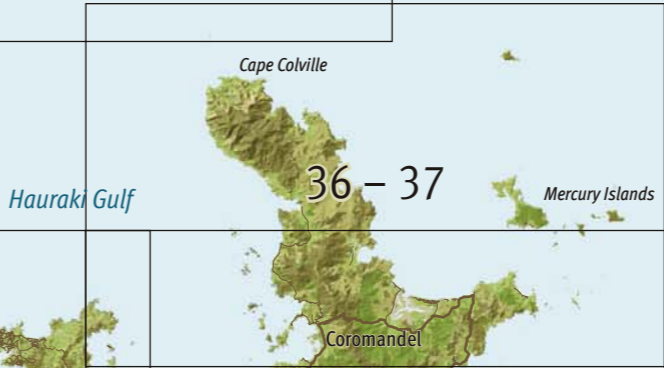 Cape Colville
36 – 37
Hauraki Gulf
Mercury Islands
Coromandel